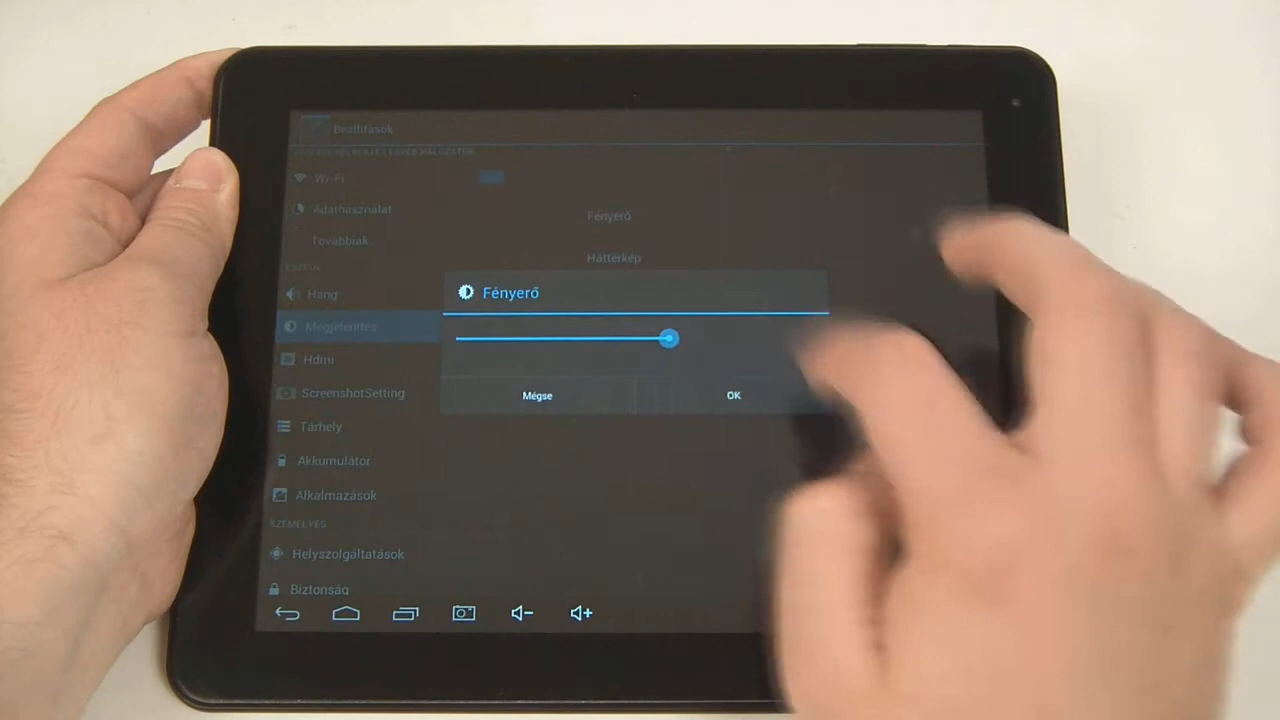 Beállítások
Wi-Fi
Adathasználat
Fényerő
Továbbiak...
Háttérkép
ESZKÖZ
Hang
Fényerő
Megjelenítés
Hdmi
ScreenshotSetting
Mégse
OK
Tárhely
Akkumulátor
Alkalmazások
SZEMÉLYES
Helyszolgáltatások
Biztonság